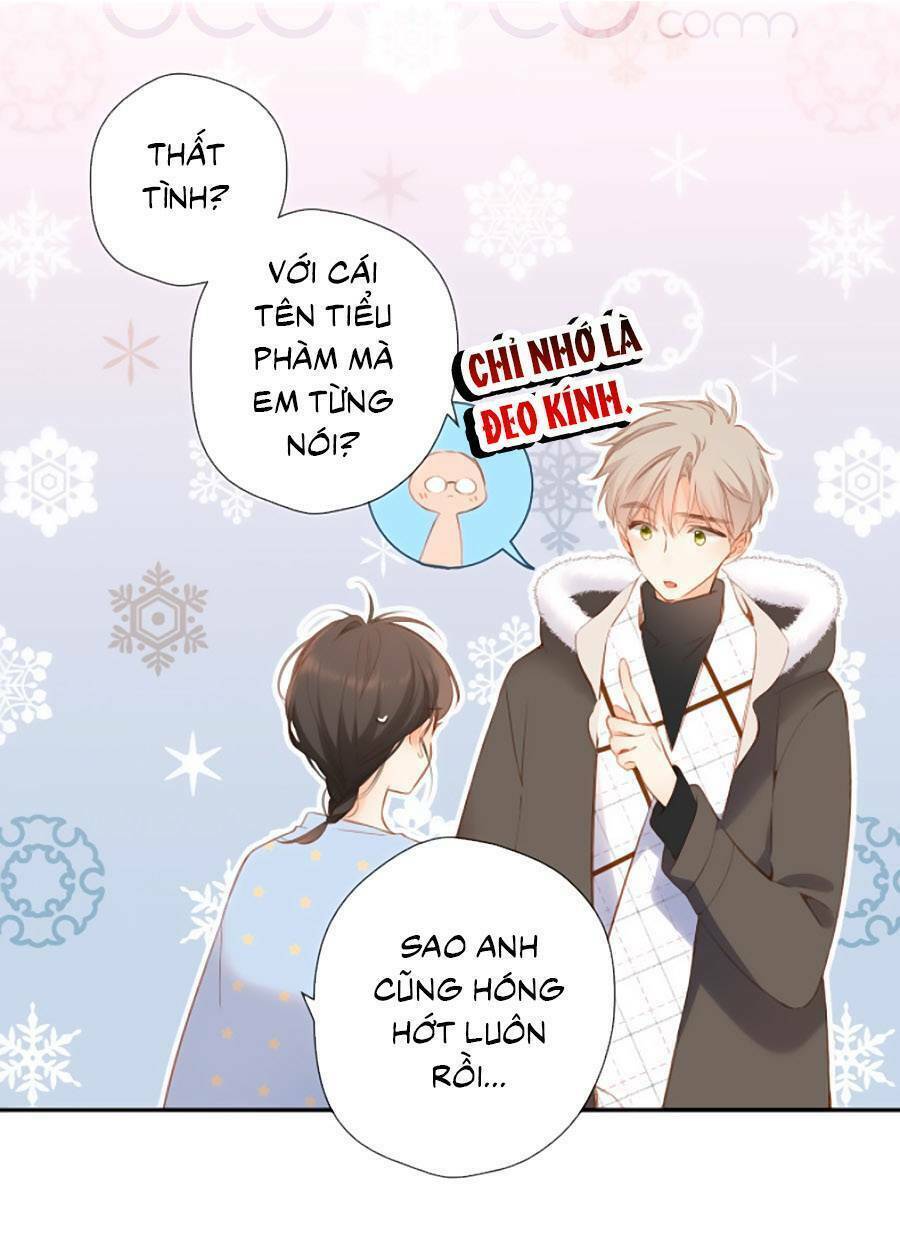 THẤT
TÌNH?
VỚI CÁI
TÊN TIỂU
PHÀM MÀ
EM TỪNG
NÓI?
CHỈ NHỚ LÀ
ĐEO KÍNH.
SAO ANH
CŨNG HÓNG
HỚT LUÔN
RỒI...